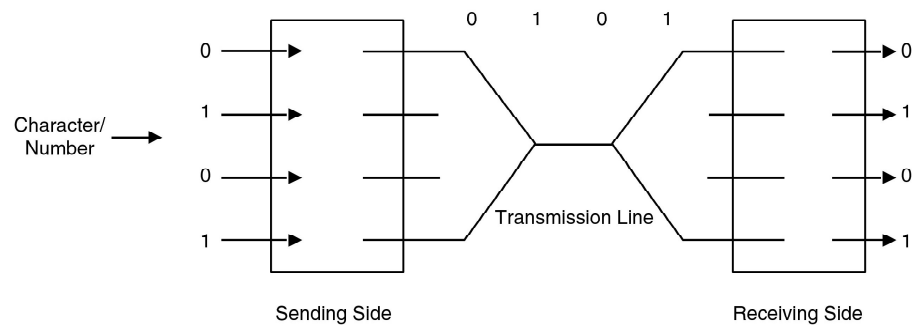 0 1 0 1
0
1
0
1
Character/
Number
Transmission Line
0
1
0
1
Sending Side
Receiving Side